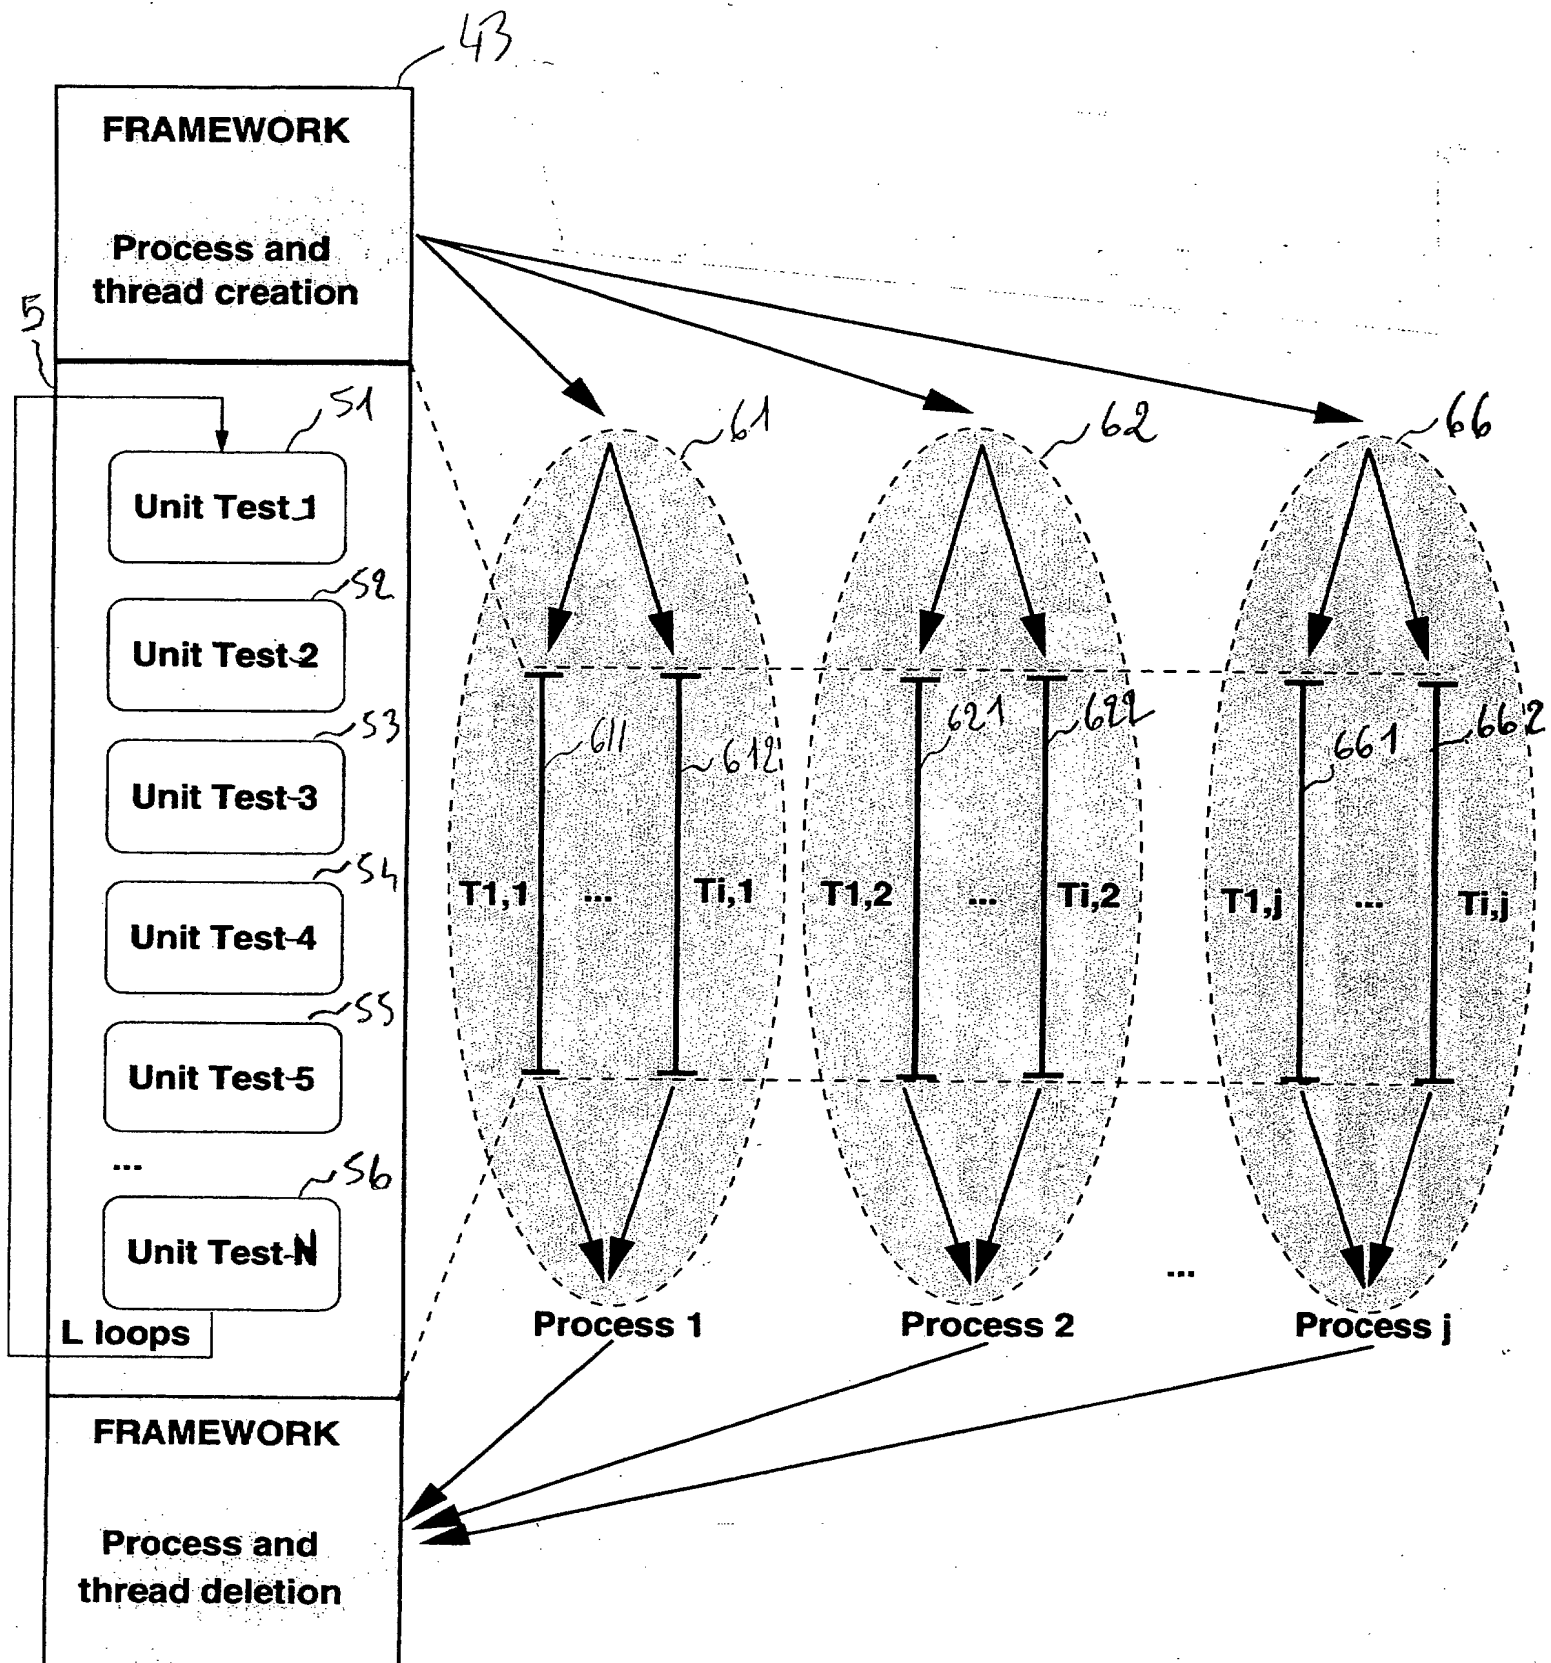 43
FRAMEWORK
Process and
thread creation
5
51
Unit Test 1
52
Unit Test-2
53
Unit Test-3
54
Unit Test-4
55
Unit Test-5
...
56
Unit Test-N
L loops
FRAMEWORK
Process and
thread deletion
61
611
612
T1,1 ... Ti,1
Process 1
62
621
622
T1,2 ... Ti,2
Process 2
...
66
661
662
T1,j ... Ti,j
Process j